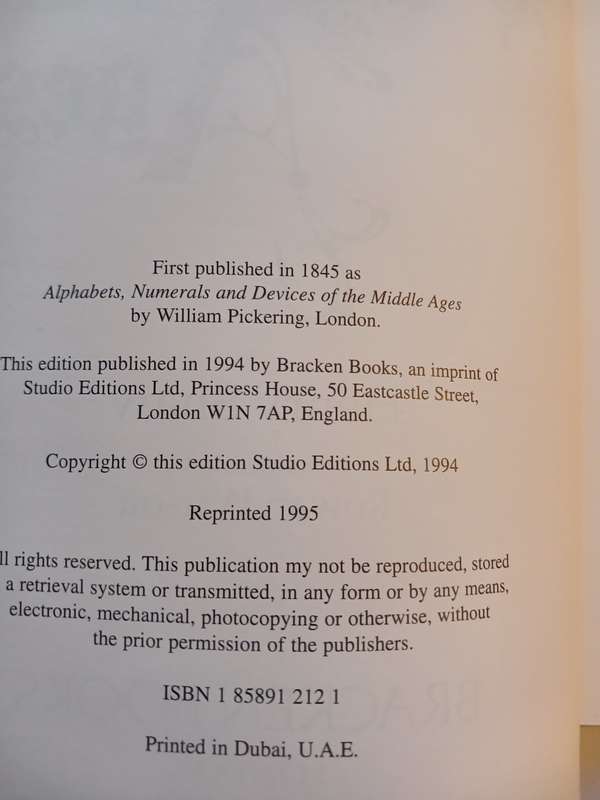 First published in 1845 as
Alphabets, Numerals and Devices of the Middle Ages
by William Pickering, London.
This edition published in 1994 by Bracken Books, an imprint of
Studio Editions Ltd, Princess House, 50 Eastcastle Street,
London W1N 7AP, England.
Copyright © this edition Studio Editions Ltd, 1994
Reprinted 1995
ll rights reserved. This publication my not be reproduced, stored
a retrieval system or transmitted, in any form or by any means,
electronic, mechanical, photocopying or otherwise, without
the prior permission of the publishers.
ISBN 1 85891 212 1
Printed in Dubai, U.A.E.